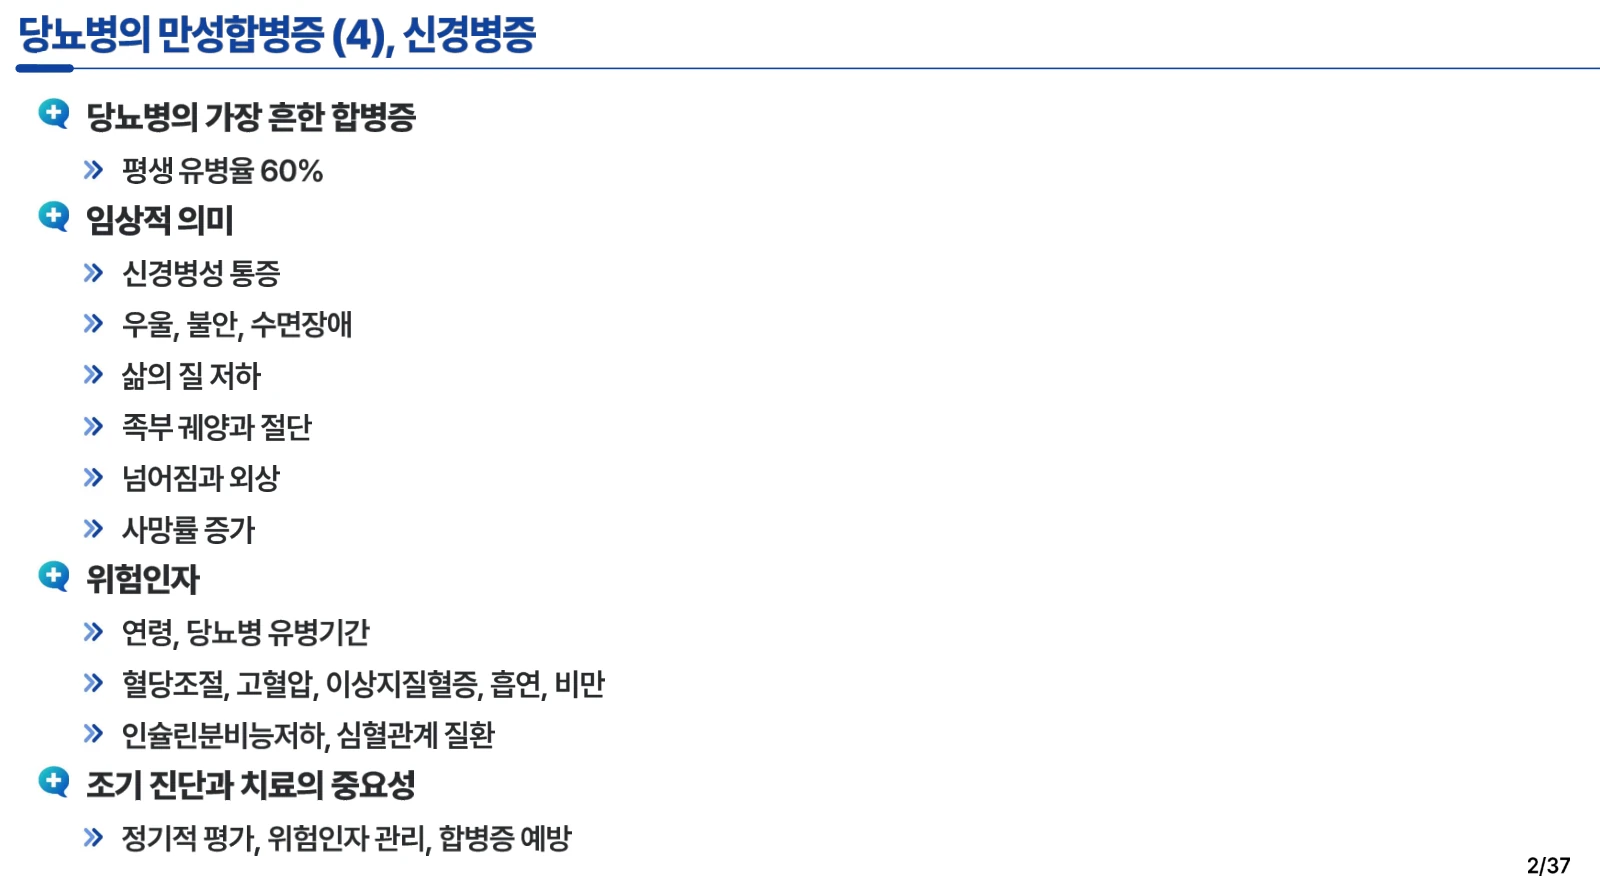 당뇨병의 만성합병증 (4), 신경병증
당뇨병의 가장 흔한 합병증
평생 유병율 60%
임상적 의미
신경병성 통증
우울, 불안, 수면장애
삶의 질 저하
족부 궤양과 절단
넘어짐과 외상
사망률 증가
위험인자
연령, 당뇨병 유병기간
혈당조절, 고혈압, 이상지질혈증, 흡연, 비만
인슐린분비능저하, 심혈관계 질환
조기 진단과 치료의 중요성
정기적 평가, 위험인자 관리, 합병증 예방
2/37